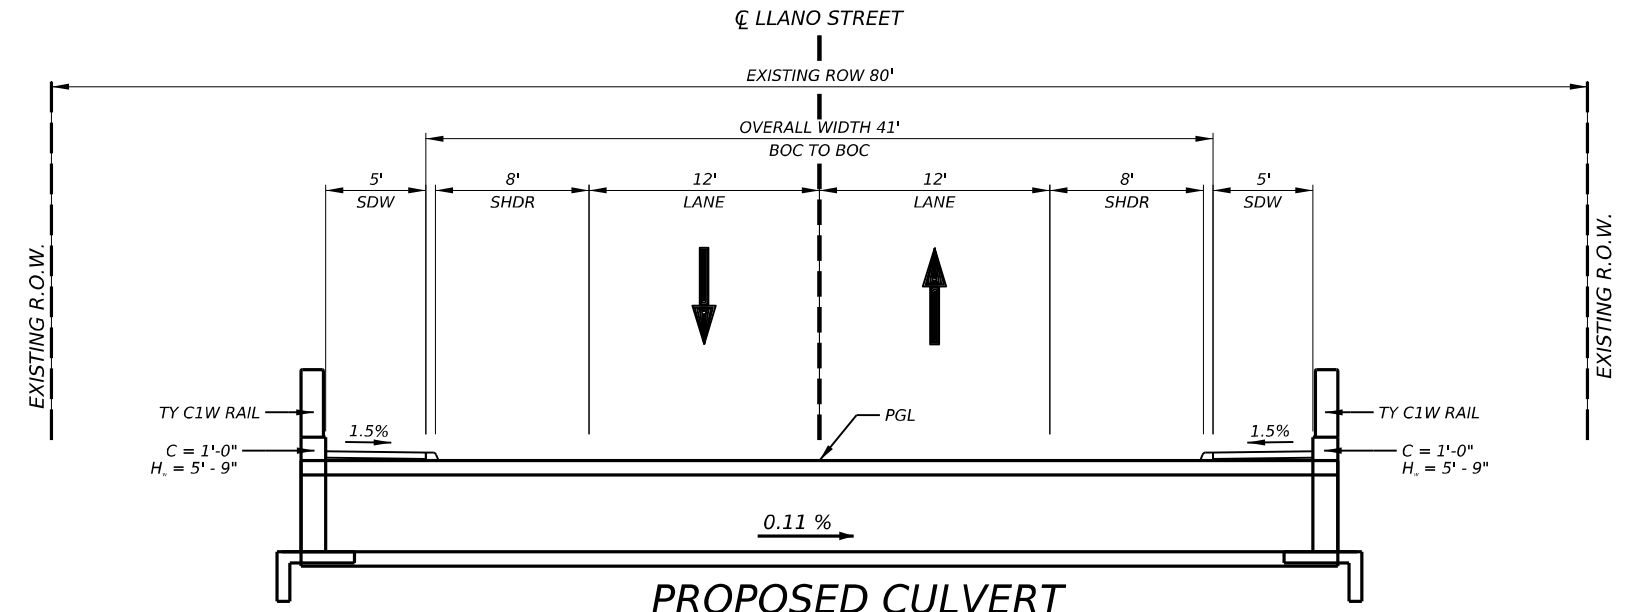 ℄ LLANO STREET
EXISTING ROW 80'
OVERALL WIDTH 41'
BOC TO BOC
5' 8' 12' 12' 8' 5'
SDW SHDR LANE LANE SHDR SDW
EXISTING R.O.W.
EXISTING R.O.W.
TY C1W RAIL
PGL
TY C1W RAIL
1.5%
1.5%
C = 1'-0"
Hw = 5' - 9"
C = 1'-0"
Hw = 5' - 9"
0.11 %
PROPOSED CULVERT